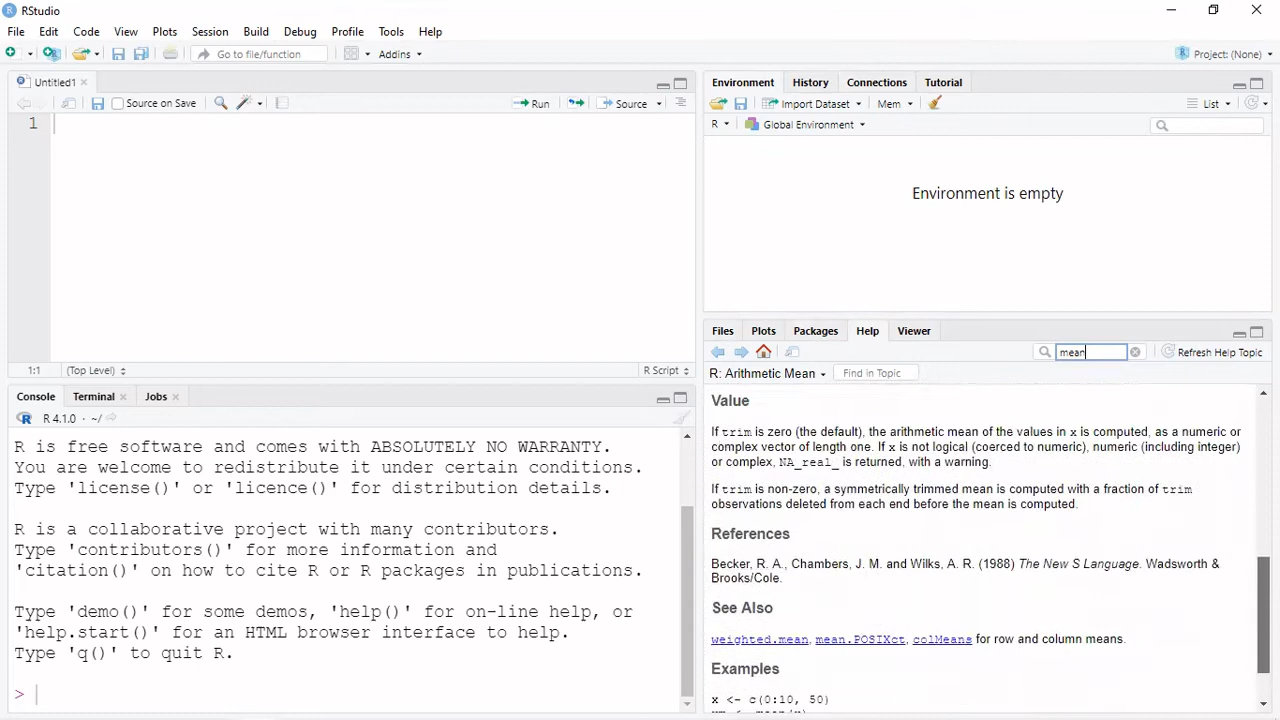 RStudio
File Edit Code View Plots Session Build Debug Profile Tools Help
Go to file/function Addins Project: (None)
Untitled1
Source on Save Run Source
1
1:1 (Top Level) R Script
Console Terminal Jobs
R 4.1.0 · ~/
R is free software and comes with ABSOLUTELY NO WARRANTY.
You are welcome to redistribute it under certain conditions.
Type 'license()' or 'licence()' for distribution details.
R is a collaborative project with many contributors.
Type 'contributors()' for more information and
'citation()' on how to cite R or R packages in publications.
Type 'demo()' for some demos, 'help()' for on-line help, or
'help.start()' for an HTML browser interface to help.
Type 'q()' to quit R.
>
Environment History Connections Tutorial
Import Dataset Mem List
R Global Environment
Environment is empty
Files Plots Packages Help Viewer
mean Refresh Help Topic
R: Arithmetic Mean Find in Topic
Value
If trim is zero (the default), the arithmetic mean of the values in x is computed, as a numeric or
complex vector of length one. If x is not logical (coerced to numeric), numeric (including integer)
or complex, NA_real_ is returned, with a warning.
If trim is non-zero, a symmetrically trimmed mean is computed with a fraction of trim
observations deleted from each end before the mean is computed.
References
Becker, R. A., Chambers, J. M. and Wilks, A. R. (1988) The New S Language. Wadsworth &
Brooks/Cole.
See Also
weighted.mean, mean.POSIXct, colMeans for row and column means.
Examples
x <- c(0:10, 50)